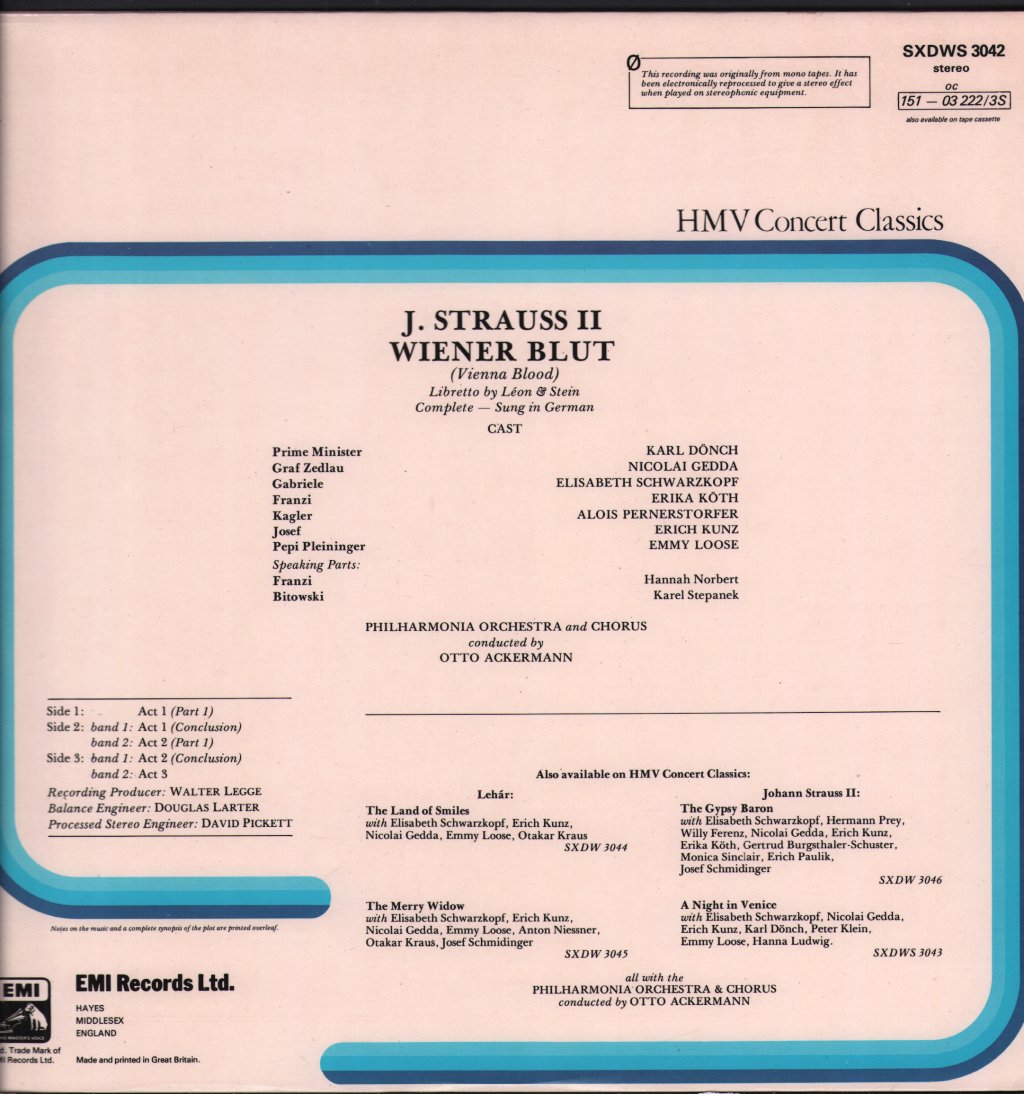 SXDWS 3042
stereo
OC
151 — 03 222/3S
also available on tape cassette
Ø
This recording was originally from mono tapes. It has
been electronically reprocessed to give a stereo effect
when played on stereophonic equipment.
HMV Concert Classics
J. STRAUSS II
WIENER BLUT
(Vienna Blood)
Libretto by Léon & Stein
Complete — Sung in German
CAST
Prime Minister KARL DÖNCH
Graf Zedlau NICOLAI GEDDA
Gabriele ELISABETH SCHWARZKOPF
Franzi ERIKA KÖTH
Kagler ALOIS PERNERSTORFER
Josef ERICH KUNZ
Pepi Pleininger EMMY LOOSE
Speaking Parts:
Franzi Hannah Norbert
Bitowski Karel Stepanek
PHILHARMONIA ORCHESTRA and CHORUS
conducted by
OTTO ACKERMANN
Side 1: Act 1 (Part 1)
Side 2: band 1: Act 1 (Conclusion)
band 2: Act 2 (Part 1)
Side 3: band 1: Act 2 (Conclusion)
band 2: Act 3
Recording Producer: WALTER LEGGE
Balance Engineer: DOUGLAS LARTER
Processed Stereo Engineer: DAVID PICKETT
Also available on HMV Concert Classics:
Lehár:
The Land of Smiles
with Elisabeth Schwarzkopf, Erich Kunz,
Nicolai Gedda, Emmy Loose, Otakar Kraus
SXDW 3044
The Merry Widow
with Elisabeth Schwarzkopf, Erich Kunz,
Nicolai Gedda, Emmy Loose, Anton Niessner,
Otakar Kraus, Josef Schmidinger
SXDW 3045
Johann Strauss II:
The Gypsy Baron
with Elisabeth Schwarzkopf, Hermann Prey,
Willy Ferenz, Nicolai Gedda, Erich Kunz,
Erika Köth, Gertrud Burgsthaler-Schuster,
Monica Sinclair, Erich Paulik,
Josef Schmidinger
SXDW 3046
A Night in Venice
with Elisabeth Schwarzkopf, Nicolai Gedda,
Erich Kunz, Karl Dönch, Peter Klein,
Emmy Loose, Hanna Ludwig.
SXDWS 3043
all with the
PHILHARMONIA ORCHESTRA & CHORUS
conducted by OTTO ACKERMANN
Notes on the music and a complete synopsis of the plot are printed overleaf.
EMI
EMI Records Ltd.
HAYES
MIDDLESEX
ENGLAND
d. Trade Mark of
MI Records Ltd.
Made and printed in Great Britain.